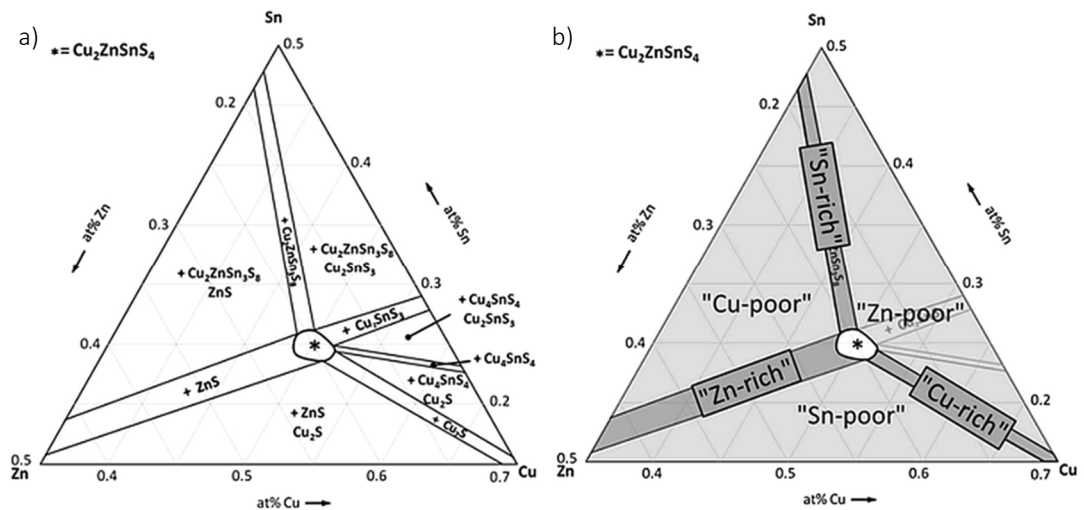 a)
Sn
*= Cu₂ZnSnS₄
0.5
0.2
0.4
at% Zn
at% Sn
0.3
+ Cu₂ZnSn₃S₈
+ Cu₂ZnSn₃S₈
Cu₂SnS₃
+ Cu₂ZnSn₃S₈
ZnS
0.3
+ Cu₄SnS₄
Cu₂SnS₃
+ Cu₂SnS₃
0.4
*
+ Cu₄SnS₄
+ ZnS
+ Cu₄SnS₄
Cu₂S
0.2
+ ZnS
Cu₂S
+ Cu₂S
0.5
Zn
0.4
0.5
0.6
0.7
Cu
at% Cu
b)
Sn
*= Cu₂ZnSnS₄
0.5
0.2
0.4
"Sn-rich"
at% Zn
at% Sn
0.3
0.3
"Cu-poor"
"Zn-poor"
0.4
*
"Zn-rich"
"Cu-rich"
"Sn-poor"
0.2
0.5
Zn
0.4
0.5
0.6
0.7
Cu
at% Cu